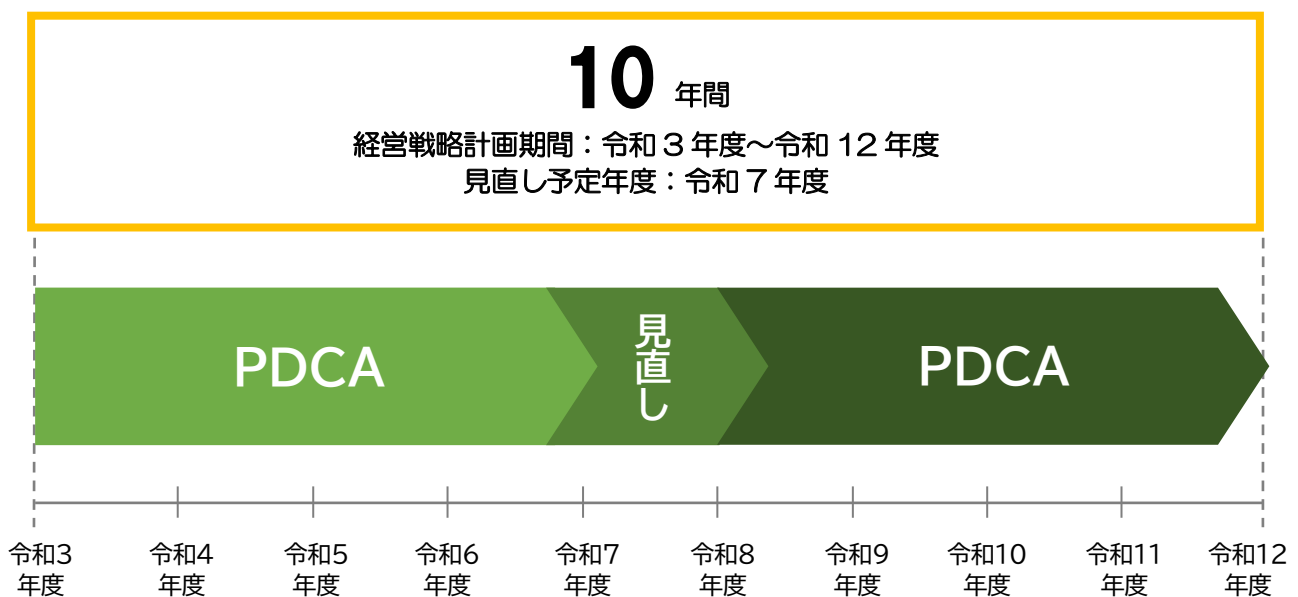 10 年間
経営戦略計画期間：令和 3 年度～令和 12 年度
見直し予定年度：令和 7 年度
PDCA
見直し
PDCA
令和3
年度
令和4
年度
令和5
年度
令和6
年度
令和7
年度
令和8
年度
令和9
年度
令和10
年度
令和11
年度
令和12
年度